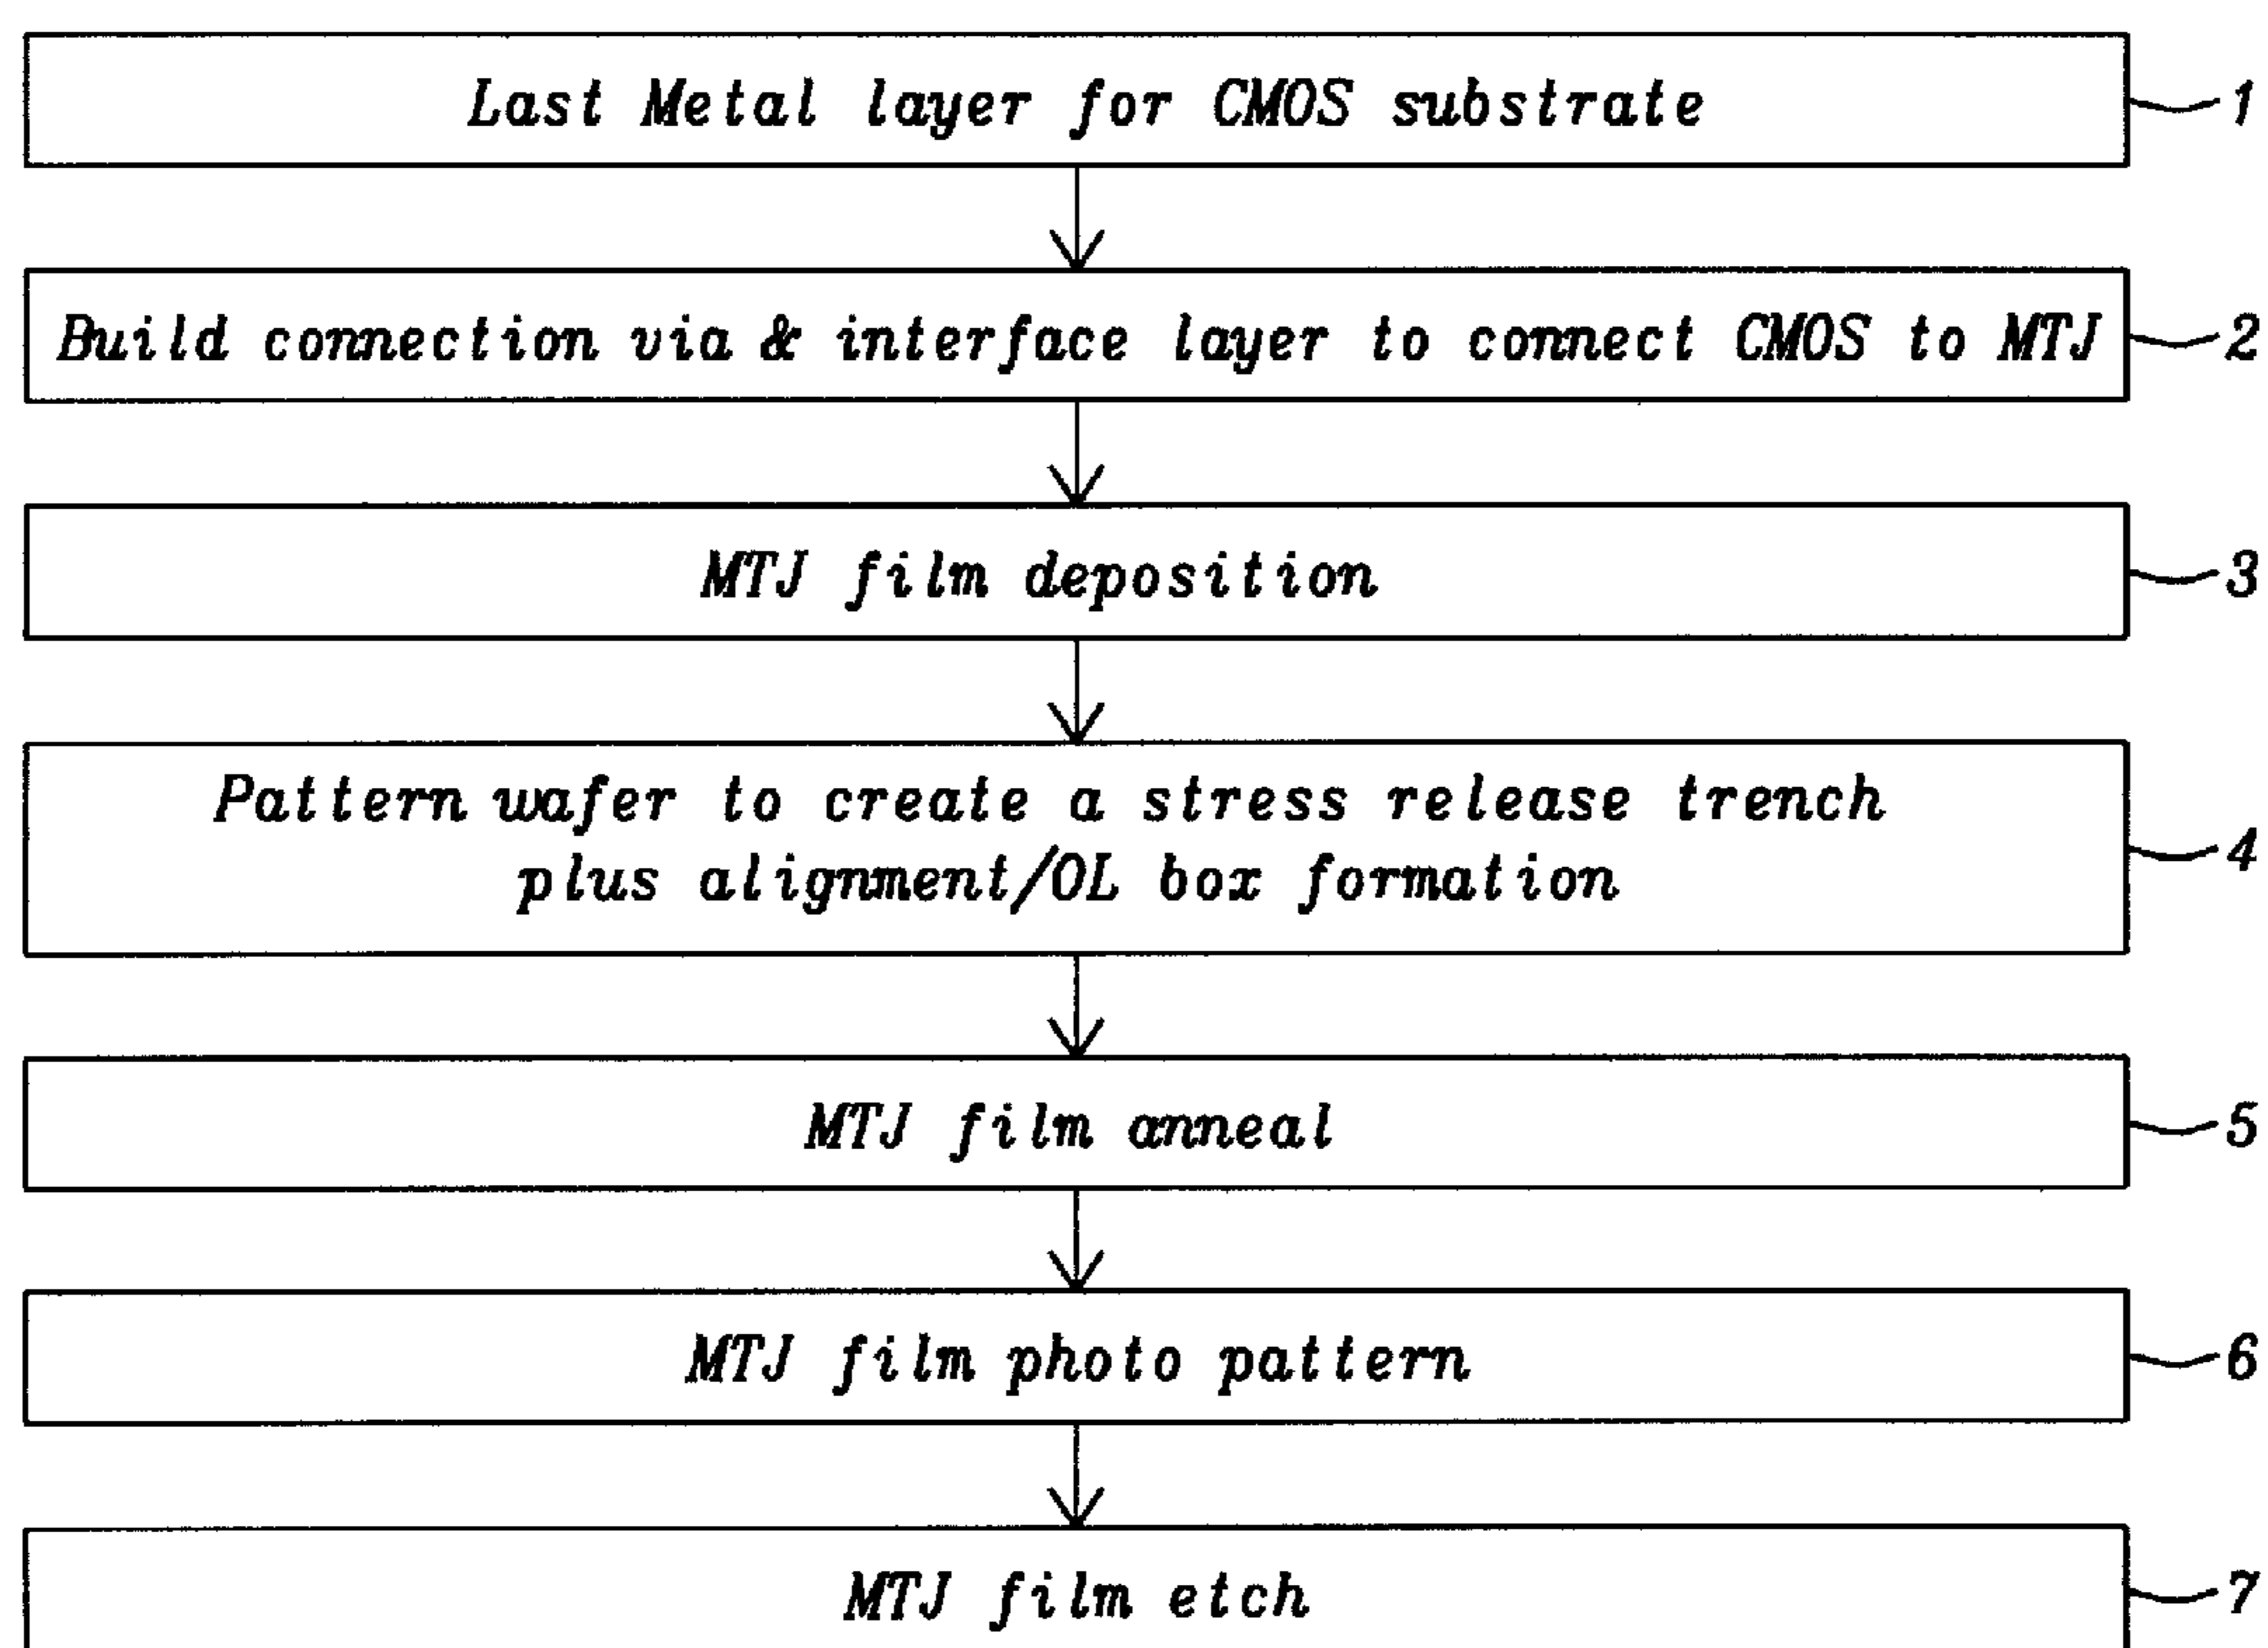 Last Metal layer for CMOS substrate
1
Build connection via & interface layer to connect CMOS to MTJ
2
MTJ film deposition
3
Pattern wafer to create a stress release trench
plus alignment/OL box formation
4
MTJ film anneal
5
MTJ film photo pattern
6
MTJ film etch
7